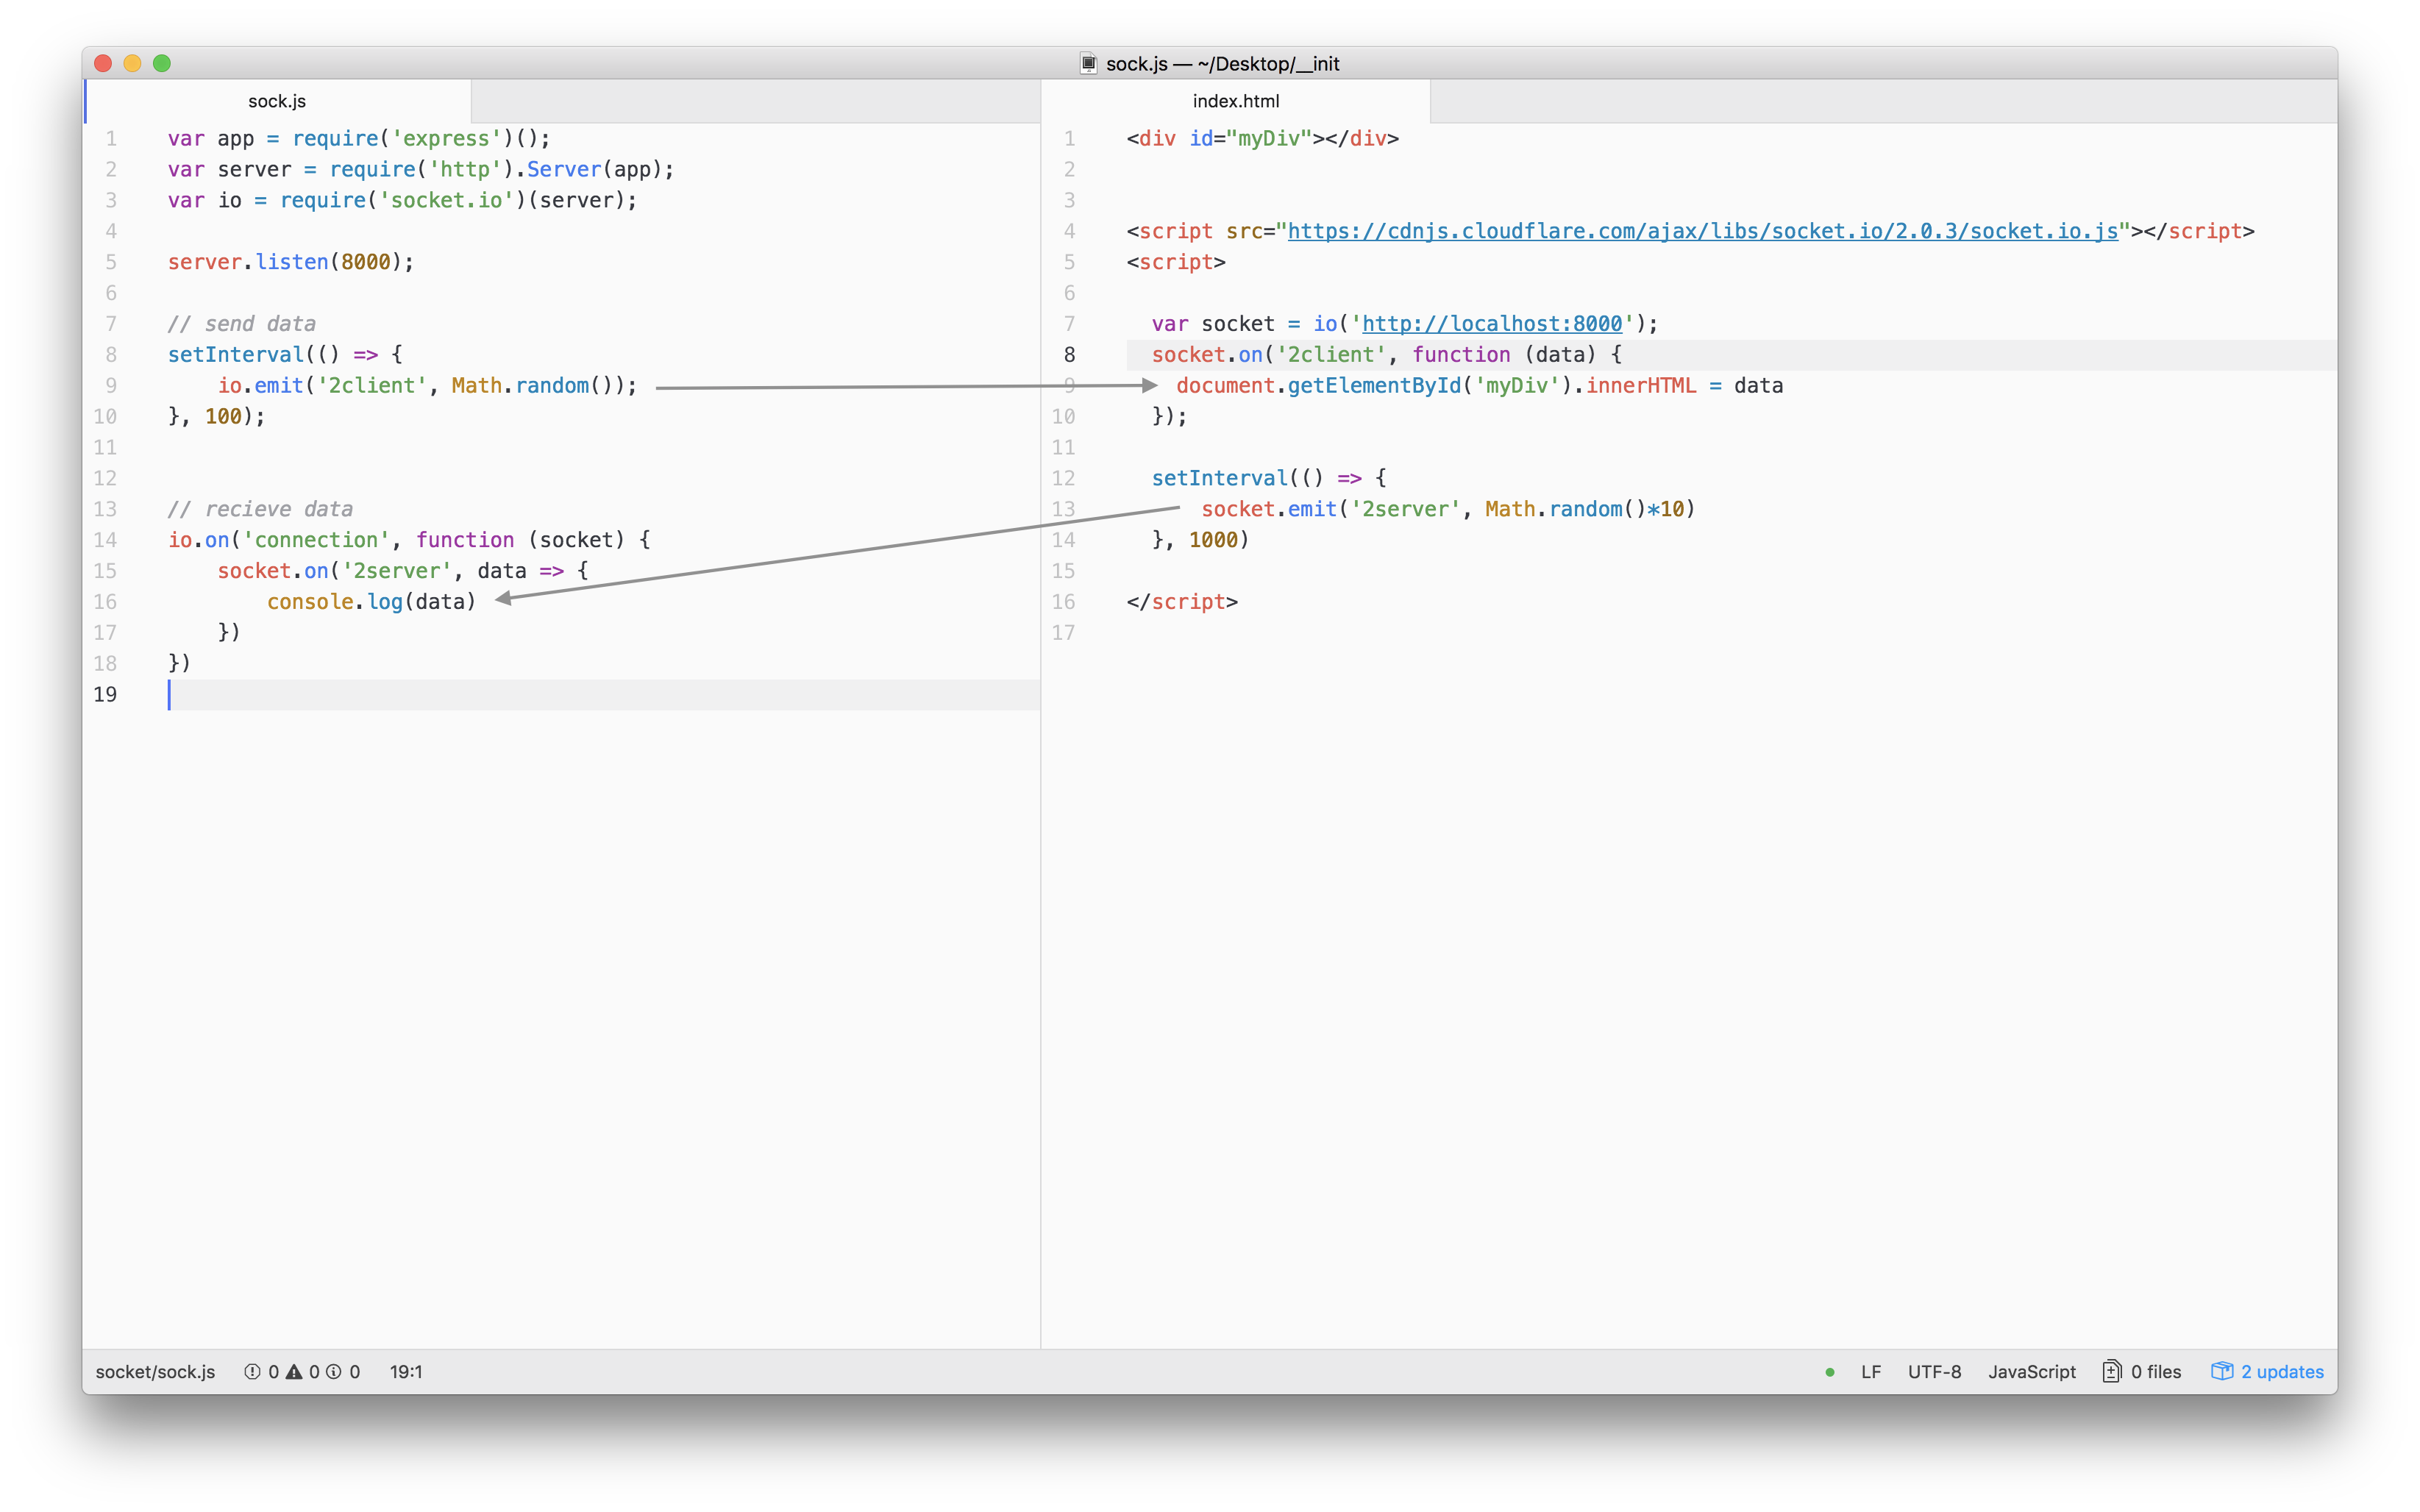 sock.js — ~/Desktop/__init
sock.js
1 var app = require('express')();
2 var server = require('http').Server(app);
3 var io = require('socket.io')(server);
4
5 server.listen(8000);
6
7 // send data
8 setInterval(() => {
9 io.emit('2client', Math.random());
10 }, 100);
11
12
13 // recieve data
14 io.on('connection', function (socket) {
15 socket.on('2server', data => {
16 console.log(data)
17 })
18 })
19
index.html
1 <div id="myDiv"></div>
2
3
4 <script src="https://cdnjs.cloudflare.com/ajax/libs/socket.io/2.0.3/socket.io.js"></script>
5 <script>
6
7 var socket = io('http://localhost:8000');
8 socket.on('2client', function (data) {
9 document.getElementById('myDiv').innerHTML = data
10 });
11
12 setInterval(() => {
13 socket.emit('2server', Math.random()*10)
14 }, 1000)
15
16 </script>
17
socket/sock.js 0 0 0 19:1 LF UTF-8 JavaScript 0 files 2 updates